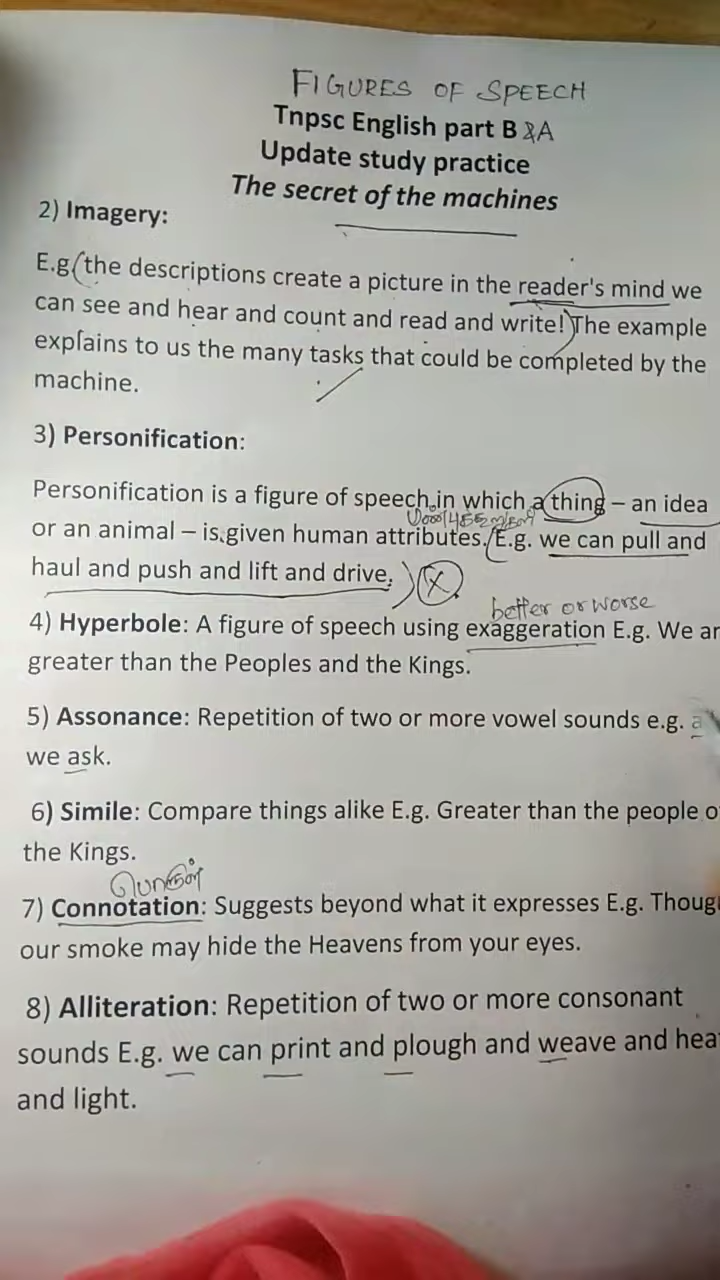 FIGURES OF SPEECH
Tnpsc English part B &A
Update study practice
The secret of the machines
2) Imagery:
E.g (the descriptions create a picture in the reader's mind we
can see and hear and count and read and write!) The example
explains to us the many tasks that could be completed by the
machine.
3) Personification:
Personification is a figure of speech in which a thing – an idea
or an animal – is given human attributes. (E.g. we can pull and
haul and push and lift and drive.) (X)
better or worse
4) Hyperbole: A figure of speech using exaggeration E.g. We ar
greater than the Peoples and the Kings.
5) Assonance: Repetition of two or more vowel sounds e.g. a
we ask.
6) Simile: Compare things alike E.g. Greater than the people o
the Kings.
பொருள்
7) Connotation: Suggests beyond what it expresses E.g. Thoug
our smoke may hide the Heavens from your eyes.
8) Alliteration: Repetition of two or more consonant
sounds E.g. we can print and plough and weave and hea
and light.